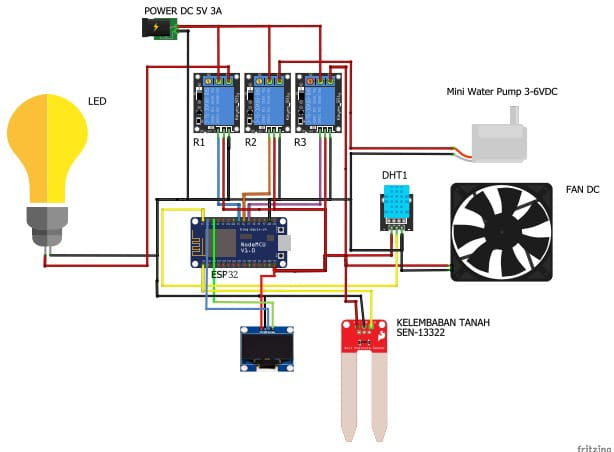 POWER DC 5V 3A
LED
Mini Water Pump 3-6VDC
R1
R2
R3
DHT1
FAN DC
NodeMCU
V1.0
ESP32
KELEMBABAN TANAH
SEN-13322
fritzing